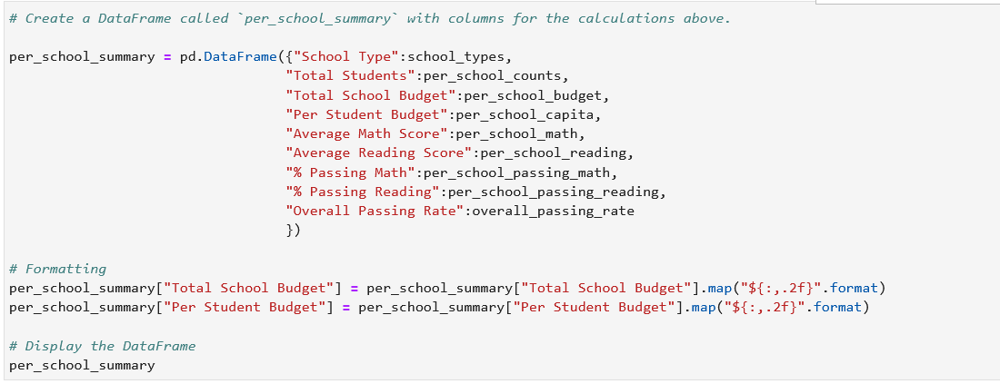 # Create a DataFrame called `per_school_summary` with columns for the calculations above.
per_school_summary = pd.DataFrame({"School Type":school_types,
"Total Students":per_school_counts,
"Total School Budget":per_school_budget,
"Per Student Budget":per_school_capita,
"Average Math Score":per_school_math,
"Average Reading Score":per_school_reading,
"% Passing Math":per_school_passing_math,
"% Passing Reading":per_school_passing_reading,
"Overall Passing Rate":overall_passing_rate
})
# Formatting
per_school_summary["Total School Budget"] = per_school_summary["Total School Budget"].map("${:,.2f}".format)
per_school_summary["Per Student Budget"] = per_school_summary["Per Student Budget"].map("${:,.2f}".format)
# Display the DataFrame
per_school_summary